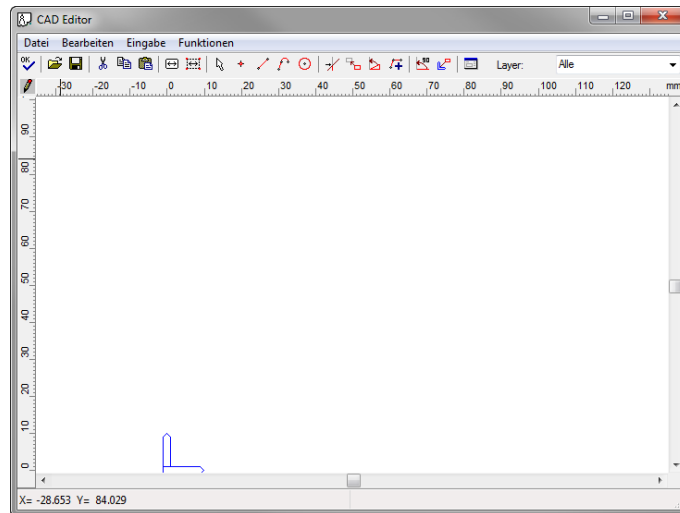 CAD Editor
Datei Bearbeiten Eingabe Funktionen
OK 90 Layer: Alle
-30 -20 -10 0 10 20 30 40 50 60 70 80 90 100 110 120 mm
90
80
70
60
50
40
30
20
10
0
X= -28.653 Y= 84.029